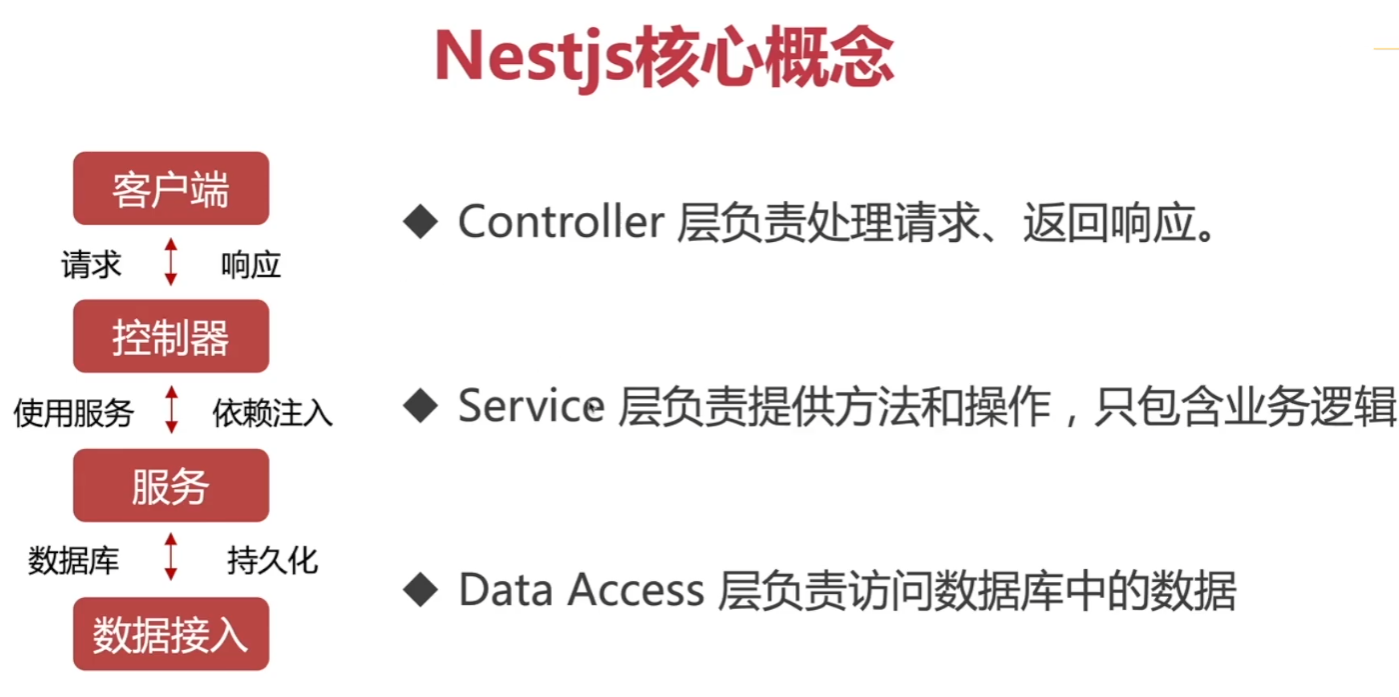 Nestjs核心概念
客户端
请求 响应
控制器
使用服务 依赖注入
服务
数据库 持久化
数据接入
◆ Controller 层负责处理请求、返回响应。
◆ Service 层负责提供方法和操作，只包含业务逻辑
◆ Data Access 层负责访问数据库中的数据